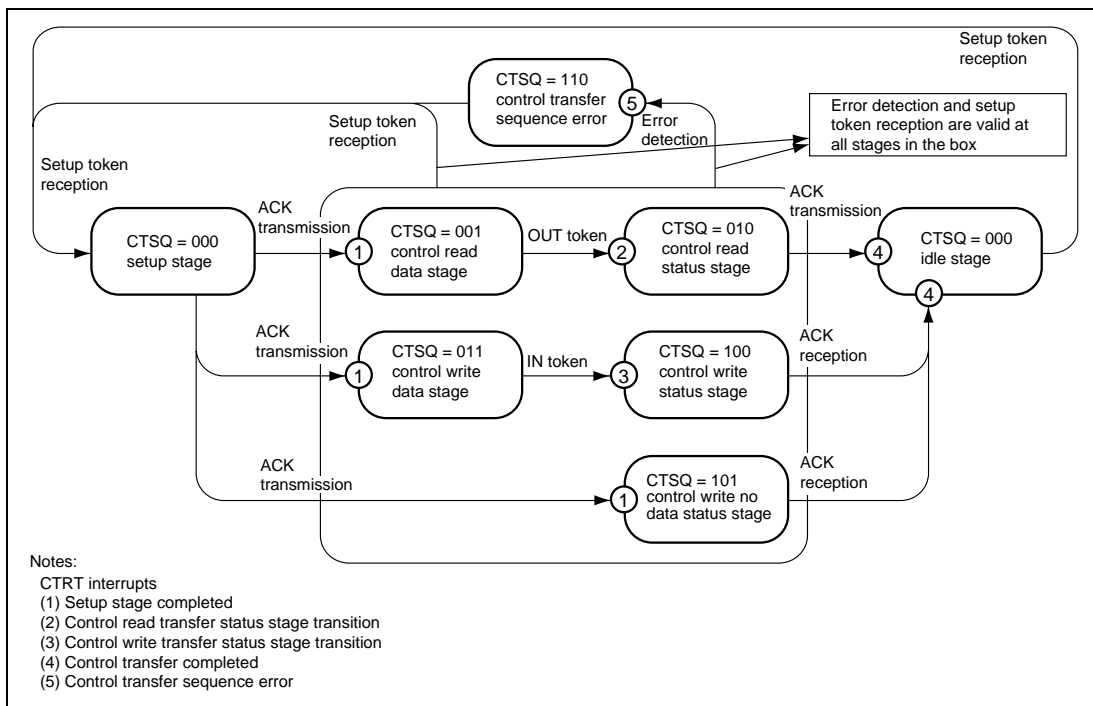 Setup token
reception
CTSQ = 110
control transfer
sequence error
5
Error
detection
Error detection and setup
token reception are valid at
all stages in the box
Setup token
reception
Setup token
reception
CTSQ = 000
setup stage
ACK
transmission
1
CTSQ = 001
control read
data stage
OUT token
2
CTSQ = 010
control read
status stage
ACK
transmission
4
CTSQ = 000
idle stage
4
ACK
transmission
1
CTSQ = 011
control write
data stage
IN token
3
CTSQ = 100
control write
status stage
ACK
reception
ACK
transmission
1
CTSQ = 101
control write no
data status stage
ACK
reception
Notes:
CTRT interrupts
(1) Setup stage completed
(2) Control read transfer status stage transition
(3) Control write transfer status stage transition
(4) Control transfer completed
(5) Control transfer sequence error